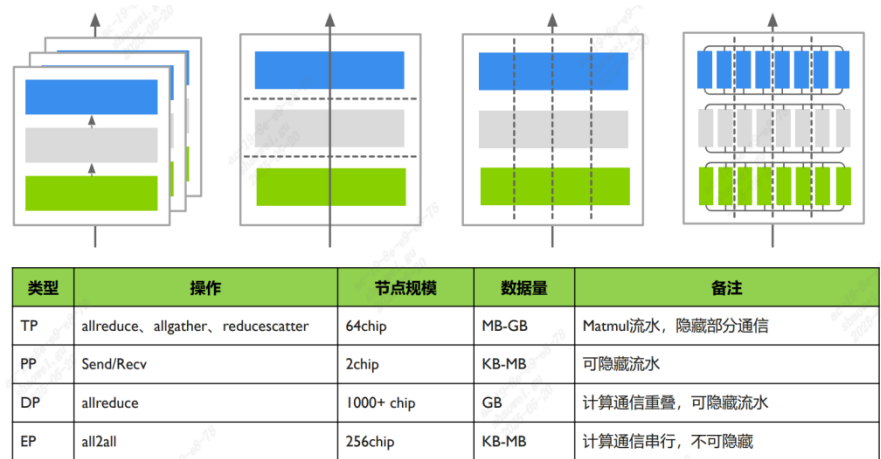 类型 操作 节点规模 数据量 备注
TP allreduce、allgather、reducescatter 64chip MB-GB Matmul流水，隐藏部分通信
PP Send/Recv 2chip KB-MB 可隐藏流水
DP allreduce 1000+ chip GB 计算通信重叠，可隐藏流水
EP all2all 256chip KB-MB 计算通信串行，不可隐藏